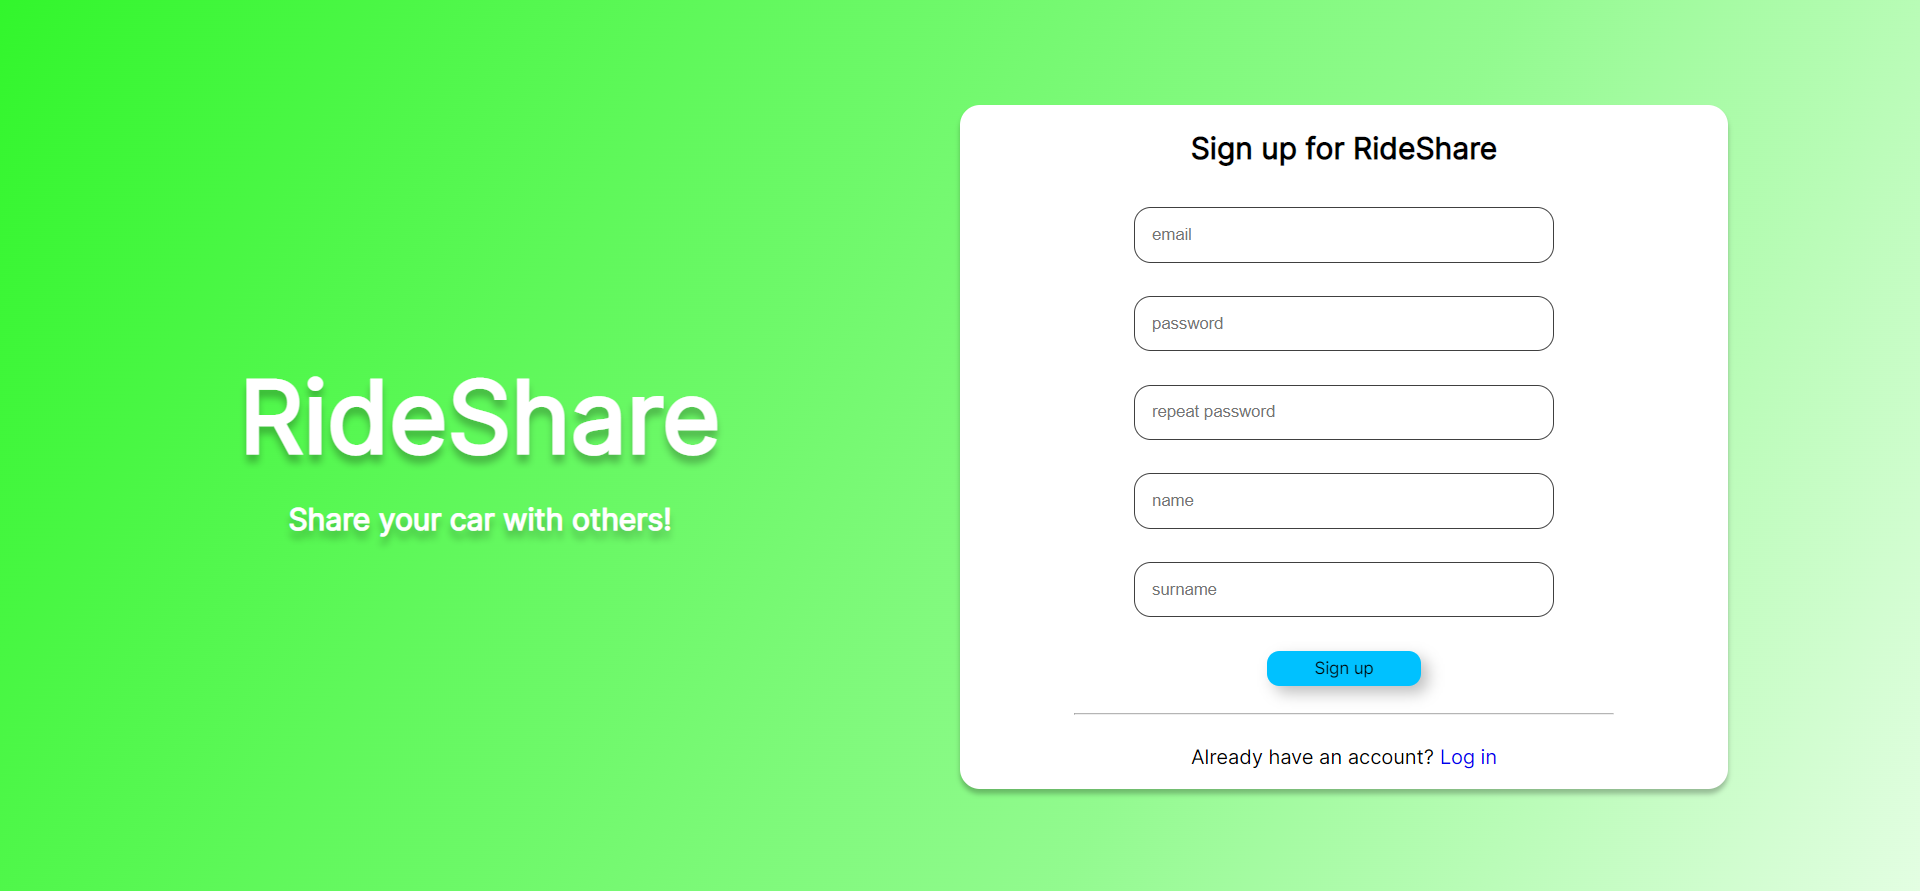 RideShare
Share your car with others!
Sign up for RideShare
email
password
repeat password
name
surname
Sign up
Already have an account? Log in